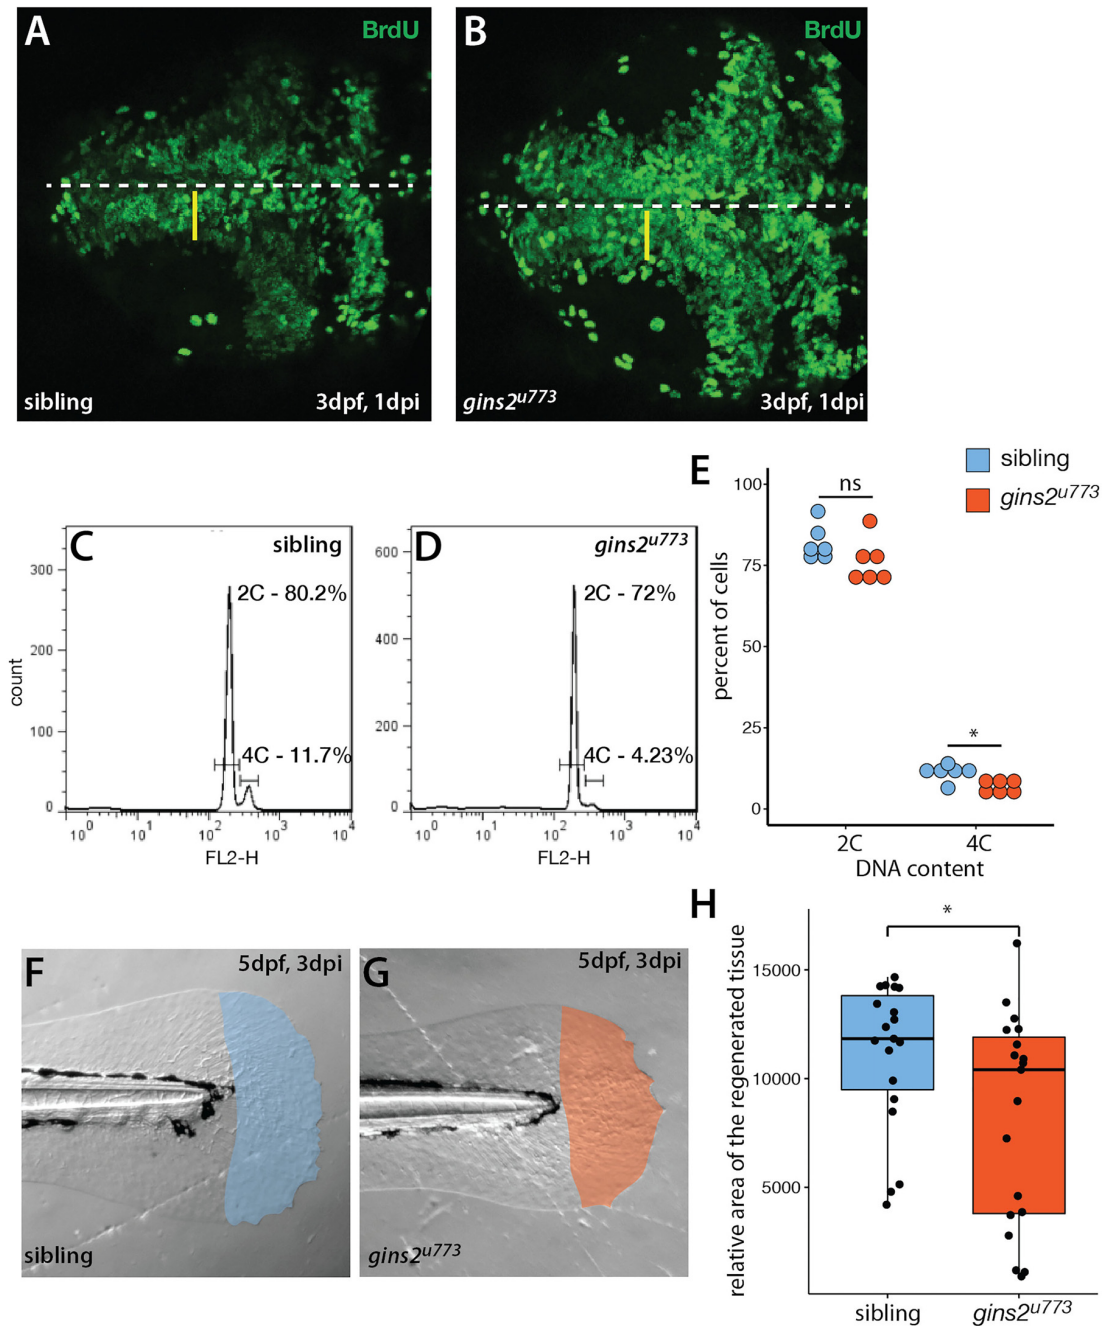 A
BrdU
sibling
3dpf, 1dpi
B
BrdU
gins2u773
3dpf, 1dpi
C
sibling
2C - 80.2%
4C - 11.7%
count
300
200
100
0
10^0 10^1 10^2 10^3 10^4
FL2-H
D
gins2u773
2C - 72%
4C - 4.23%
600
400
200
0
10^0 10^1 10^2 10^3 10^4
FL2-H
E
sibling
gins2u773
ns
*
percent of cells
100
75
50
25
0
2C 4C
DNA content
F
5dpf, 3dpi
sibling
G
5dpf, 3dpi
gins2u773
H
*
relative area of the regenerated tissue
15000
10000
5000
sibling gins2u773